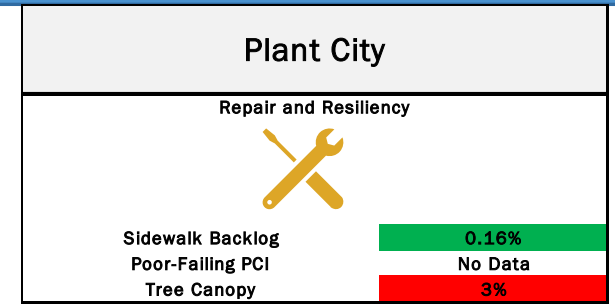 Plant City
Repair and Resiliency
Sidewalk Backlog 0.16%
Poor-Failing PCI No Data
Tree Canopy 3%